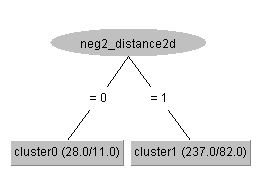 neg2_distance2d
= 0
= 1
cluster0 (28.0/11.0)
cluster1 (237.0/82.0)